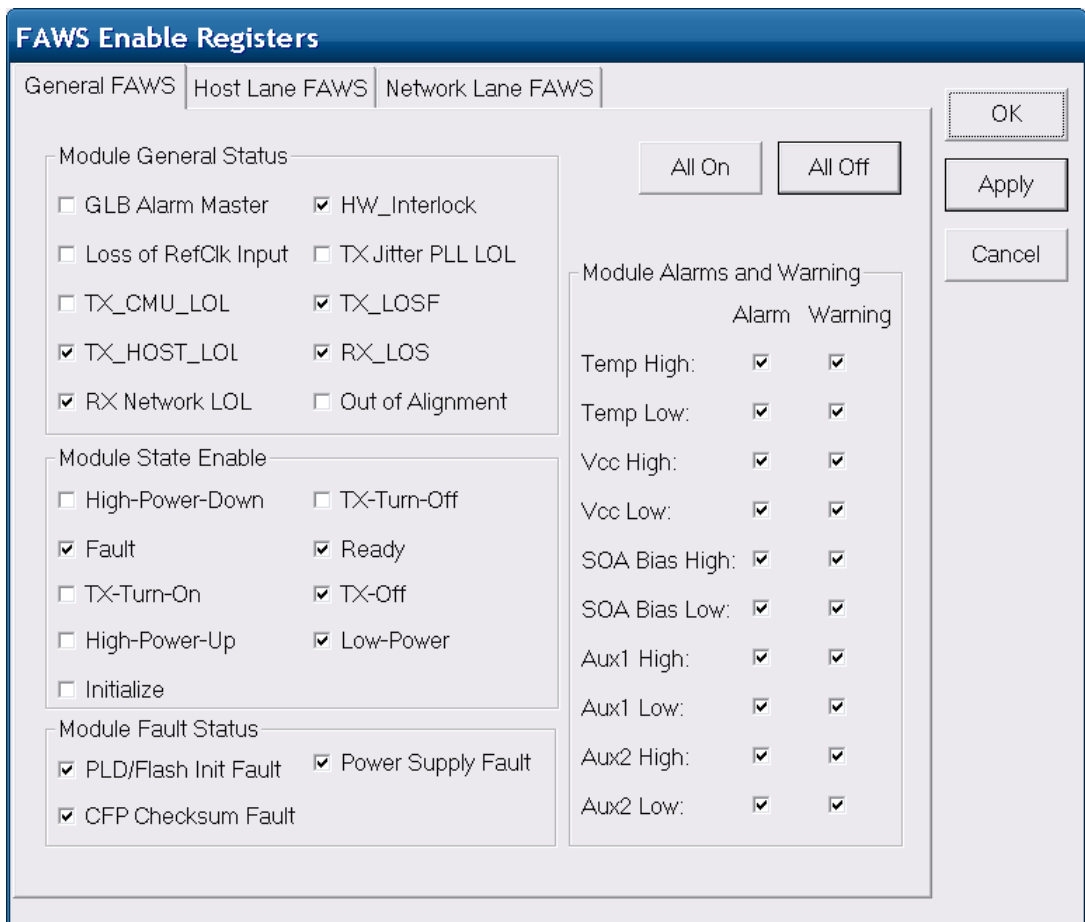 FAWS Enable Registers
General FAWS
Host Lane FAWS
Network Lane FAWS
OK
Apply
Cancel
All On
All Off
Module General Status
GLB Alarm Master
HW_Interlock
Loss of RefClk Input
TX Jitter PLL LOL
TX_CMU_LOL
TX_LOSF
TX_HOST_LOL
RX_LOS
RX Network LOL
Out of Alignment
Module State Enable
High-Power-Down
TX-Turn-Off
Fault
Ready
TX-Turn-On
TX-Off
High-Power-Up
Low-Power
Initialize
Module Fault Status
PLD/Flash Init Fault
Power Supply Fault
CFP Checksum Fault
Module Alarms and Warning
Alarm Warning
Temp High:
Temp Low:
Vcc High:
Vcc Low:
SOA Bias High:
SOA Bias Low:
Aux1 High:
Aux1 Low:
Aux2 High:
Aux2 Low: